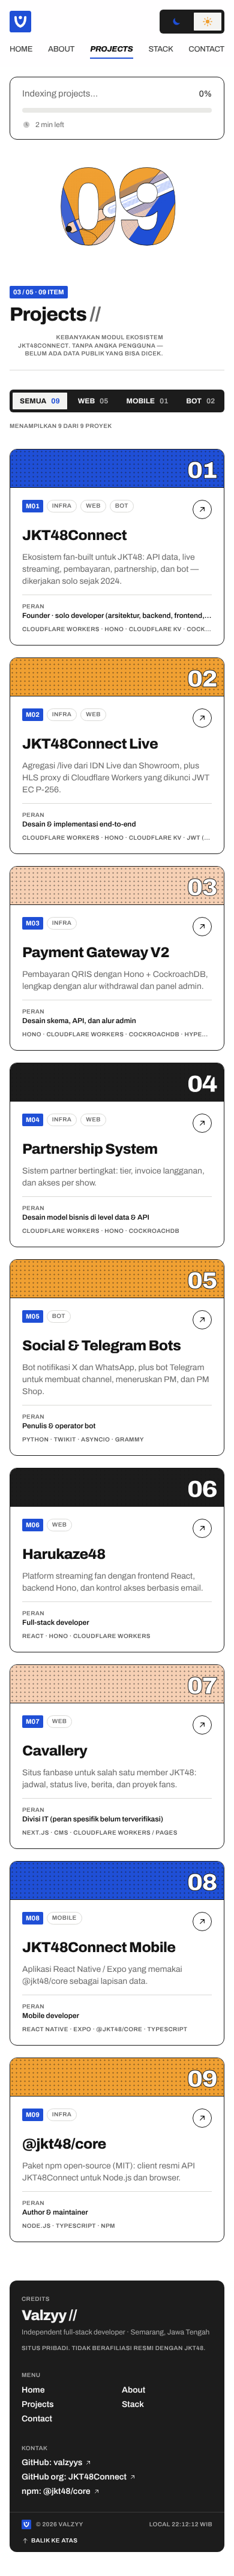 HOME ABOUT PROJECTS STACK CONTACT
Indexing projects... 0%
2 min left
09
03 / 05 · 09 ITEM
Projects //
KEBANYAKAN MODUL EKOSISTEM
JKT48CONNECT. TANPA ANGKA PENGGUNA —
BELUM ADA DATA PUBLIK YANG BISA DICEK.
SEMUA 09 WEB 05 MOBILE 01 BOT 02
MENAMPILKAN 9 DARI 9 PROYEK
01
M01 INFRA WEB BOT
JKT48Connect
Ekosistem fan-built untuk JKT48: API data, live
streaming, pembayaran, partnership, dan bot —
dikerjakan solo sejak 2024.
PERAN
Founder · solo developer (arsitektur, backend, frontend,...
CLOUDFLARE WORKERS · HONO · CLOUDFLARE KV · COCK...
02
M02 INFRA WEB
JKT48Connect Live
Agregasi /live dari IDN Live dan Showroom, plus
HLS proxy di Cloudflare Workers yang dikunci JWT
EC P-256.
PERAN
Desain & implementasi end-to-end
CLOUDFLARE WORKERS · HONO · CLOUDFLARE KV · JWT (...
03
M03 INFRA
Payment Gateway V2
Pembayaran QRIS dengan Hono + CockroachDB,
lengkap dengan alur withdrawal dan panel admin.
PERAN
Desain skema, API, dan alur admin
HONO · CLOUDFLARE WORKERS · COCKROACHDB · HYPE...
04
M04 INFRA WEB
Partnership System
Sistem partner bertingkat: tier, invoice langganan,
dan akses per show.
PERAN
Desain model bisnis di level data & API
CLOUDFLARE WORKERS · HONO · COCKROACHDB
05
M05 BOT
Social & Telegram Bots
Bot notifikasi X dan WhatsApp, plus bot Telegram
untuk membuat channel, meneruskan PM, dan PM
Shop.
PERAN
Penulis & operator bot
PYTHON · TWIKIT · ASYNCIO · GRAMMY
06
M06 WEB
Harukaze48
Platform streaming fan dengan frontend React,
backend Hono, dan kontrol akses berbasis email.
PERAN
Full-stack developer
REACT · HONO · CLOUDFLARE WORKERS
07
M07 WEB
Cavallery
Situs fanbase untuk salah satu member JKT48:
jadwal, status live, berita, dan proyek fans.
PERAN
Divisi IT (peran spesifik belum terverifikasi)
NEXT.JS · CMS · CLOUDFLARE WORKERS / PAGES
08
M08 MOBILE
JKT48Connect Mobile
Aplikasi React Native / Expo yang memakai
@jkt48/core sebagai lapisan data.
PERAN
Mobile developer
REACT NATIVE · EXPO · @JKT48/CORE · TYPESCRIPT
09
M09 INFRA
@jkt48/core
Paket npm open-source (MIT): client resmi API
JKT48Connect untuk Node.js dan browser.
PERAN
Author & maintainer
NODE.JS · TYPESCRIPT · NPM
CREDITS
Valzyy //
Independent full-stack developer · Semarang, Jawa Tengah
SITUS PRIBADI. TIDAK BERAFILIASI RESMI DENGAN JKT48.
MENU
Home About
Projects Stack
Contact
KONTAK
GitHub: valzyys
GitHub org: JKT48Connect
npm: @jkt48/core
© 2026 VALZYY LOCAL 22:12:12 WIB
BALIK KE ATAS